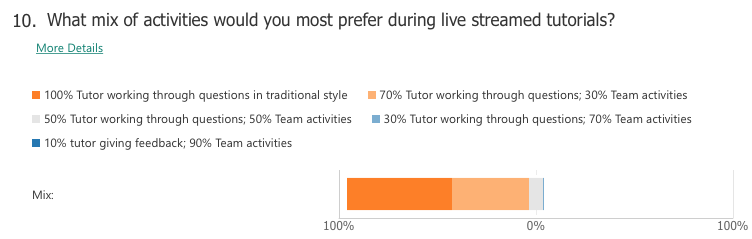 10. What mix of activities would you most prefer during live streamed tutorials?
More Details
100% Tutor working through questions in traditional style 70% Tutor working through questions; 30% Team activities
50% Tutor working through questions; 50% Team activities 30% Tutor working through questions; 70% Team activities
10% tutor giving feedback; 90% Team activities
Mix:
100% 0% 100%